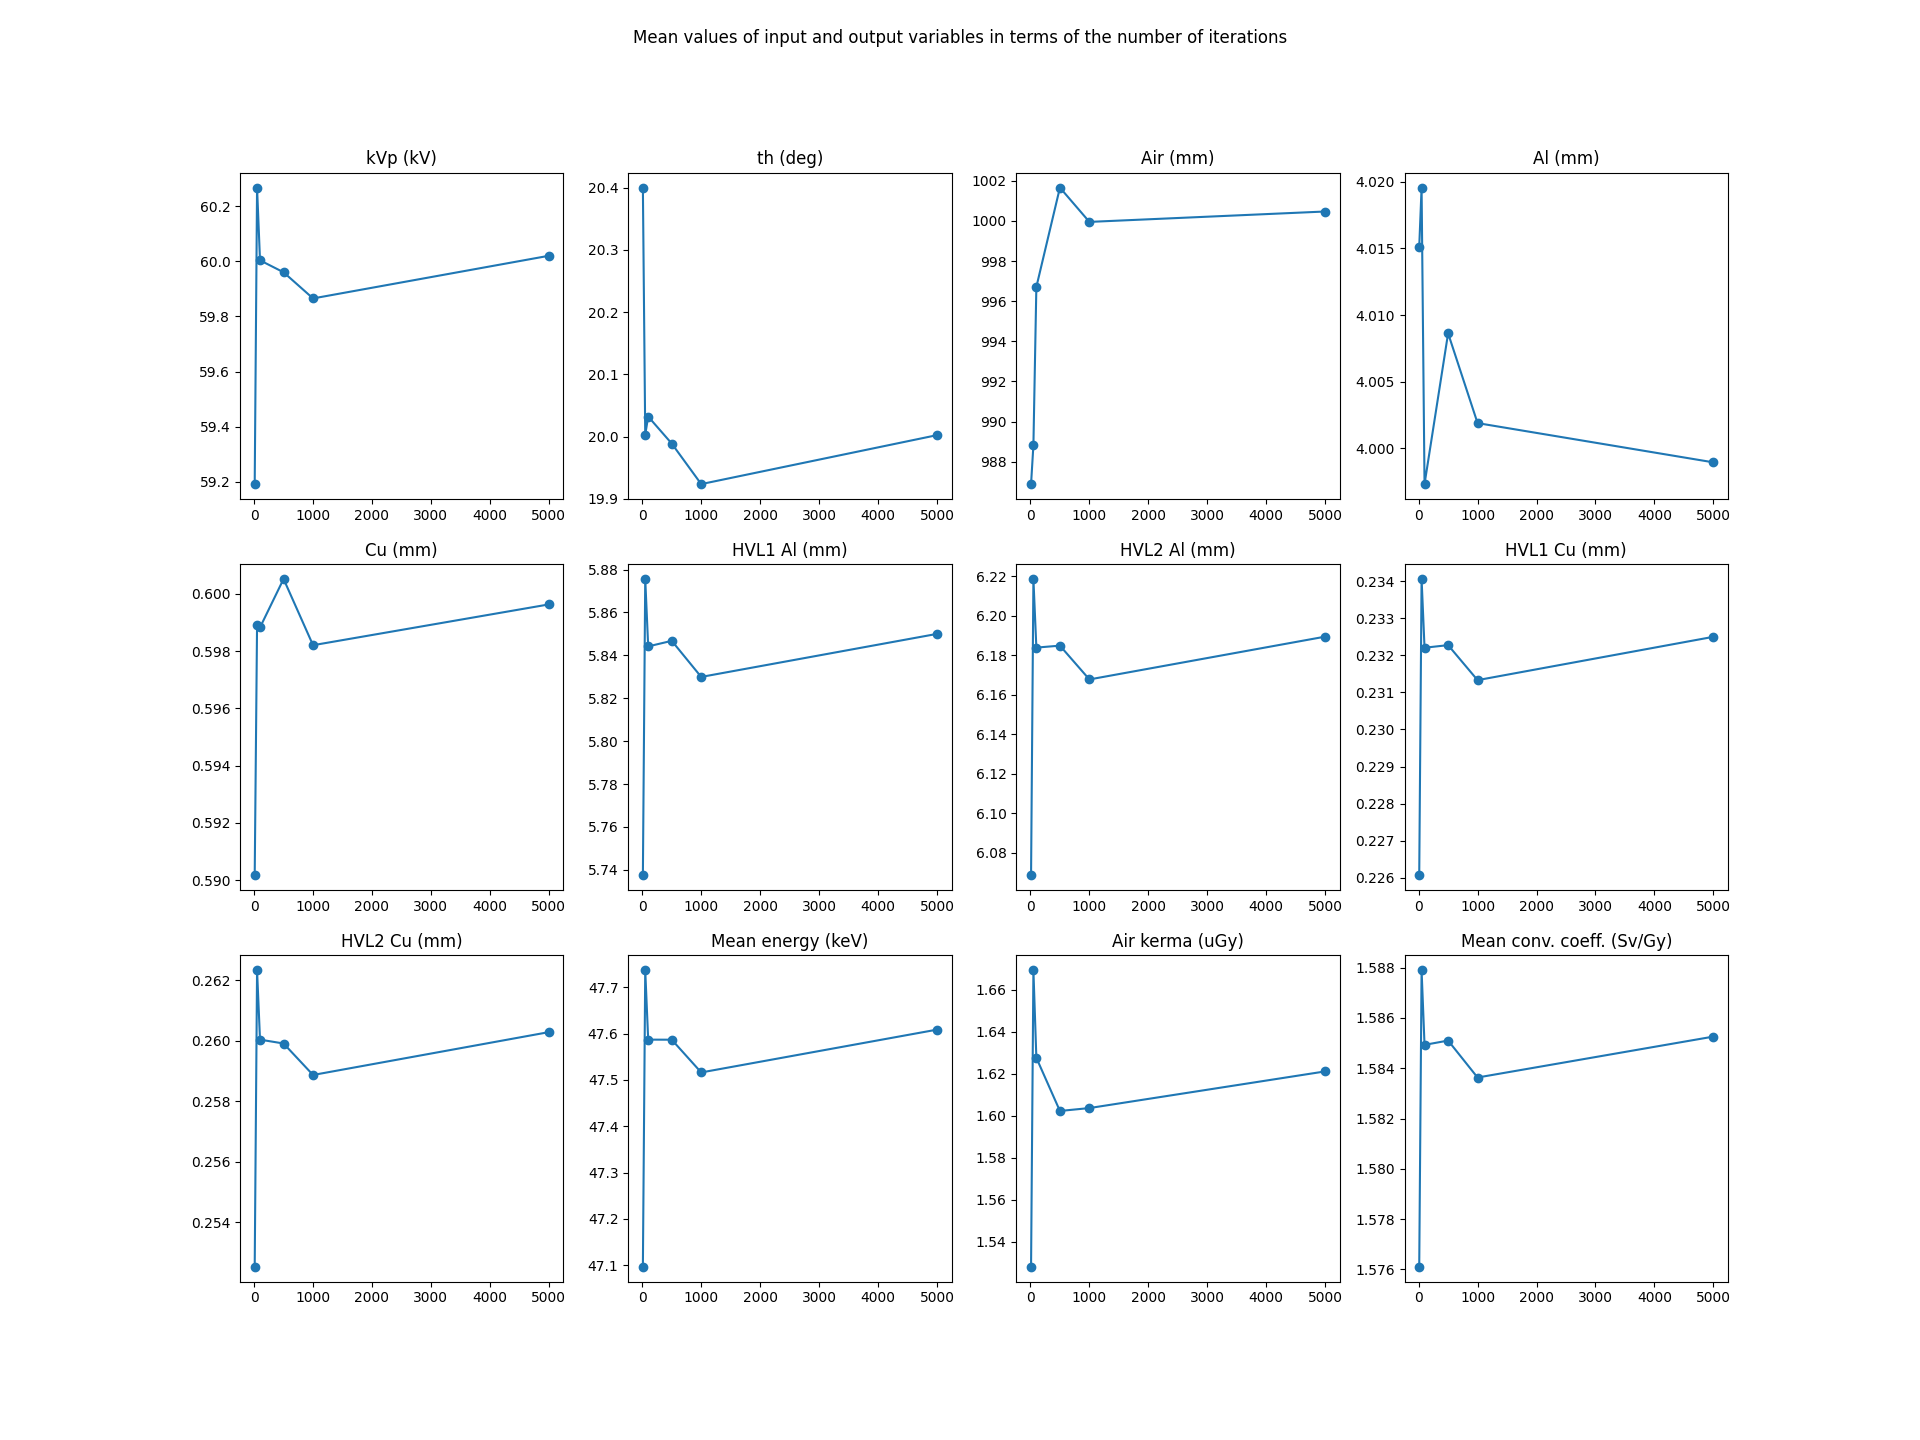 Mean values of input and output variables in terms of the number of iterations
kVp (kV) th (deg) Air (mm) Al (mm)
60.2 60.0 59.8 59.6 59.4 59.2
0 1000 2000 3000 4000 5000
20.4 20.3 20.2 20.1 20.0 19.9
0 1000 2000 3000 4000 5000
1002 1000 998 996 994 992 990 988
0 1000 2000 3000 4000 5000
4.020 4.015 4.010 4.005 4.000
0 1000 2000 3000 4000 5000
Cu (mm) HVL1 Al (mm) HVL2 Al (mm) HVL1 Cu (mm)
0.600 0.598 0.596 0.594 0.592 0.590
0 1000 2000 3000 4000 5000
5.88 5.86 5.84 5.82 5.80 5.78 5.76 5.74
0 1000 2000 3000 4000 5000
6.22 6.20 6.18 6.16 6.14 6.12 6.10 6.08
0 1000 2000 3000 4000 5000
0.234 0.233 0.232 0.231 0.230 0.229 0.228 0.227 0.226
0 1000 2000 3000 4000 5000
HVL2 Cu (mm) Mean energy (keV) Air kerma (uGy) Mean conv. coeff. (Sv/Gy)
0.262 0.260 0.258 0.256 0.254
0 1000 2000 3000 4000 5000
47.7 47.6 47.5 47.4 47.3 47.2 47.1
0 1000 2000 3000 4000 5000
1.66 1.64 1.62 1.60 1.58 1.56 1.54
0 1000 2000 3000 4000 5000
1.588 1.586 1.584 1.582 1.580 1.578 1.576
0 1000 2000 3000 4000 5000